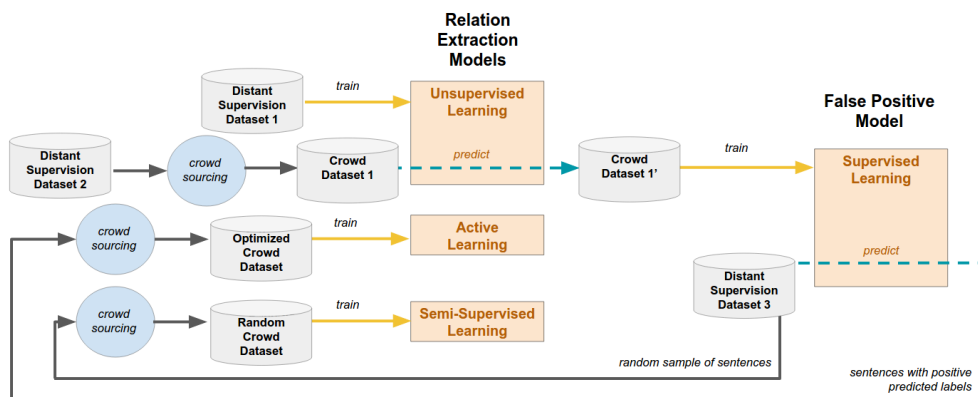 Relation
Extraction
Models
Distant
Supervision
Dataset 1
train
Unsupervised
Learning
False Positive
Model
Distant
Supervision
Dataset 2
crowd
sourcing
Crowd
Dataset 1
predict
Crowd
Dataset 1'
train
Supervised
Learning
crowd
sourcing
Optimized
Crowd
Dataset
train
Active
Learning
predict
Distant
Supervision
Dataset 3
crowd
sourcing
Random
Crowd
Dataset
train
Semi-Supervised
Learning
random sample of sentences
sentences with positive
predicted labels